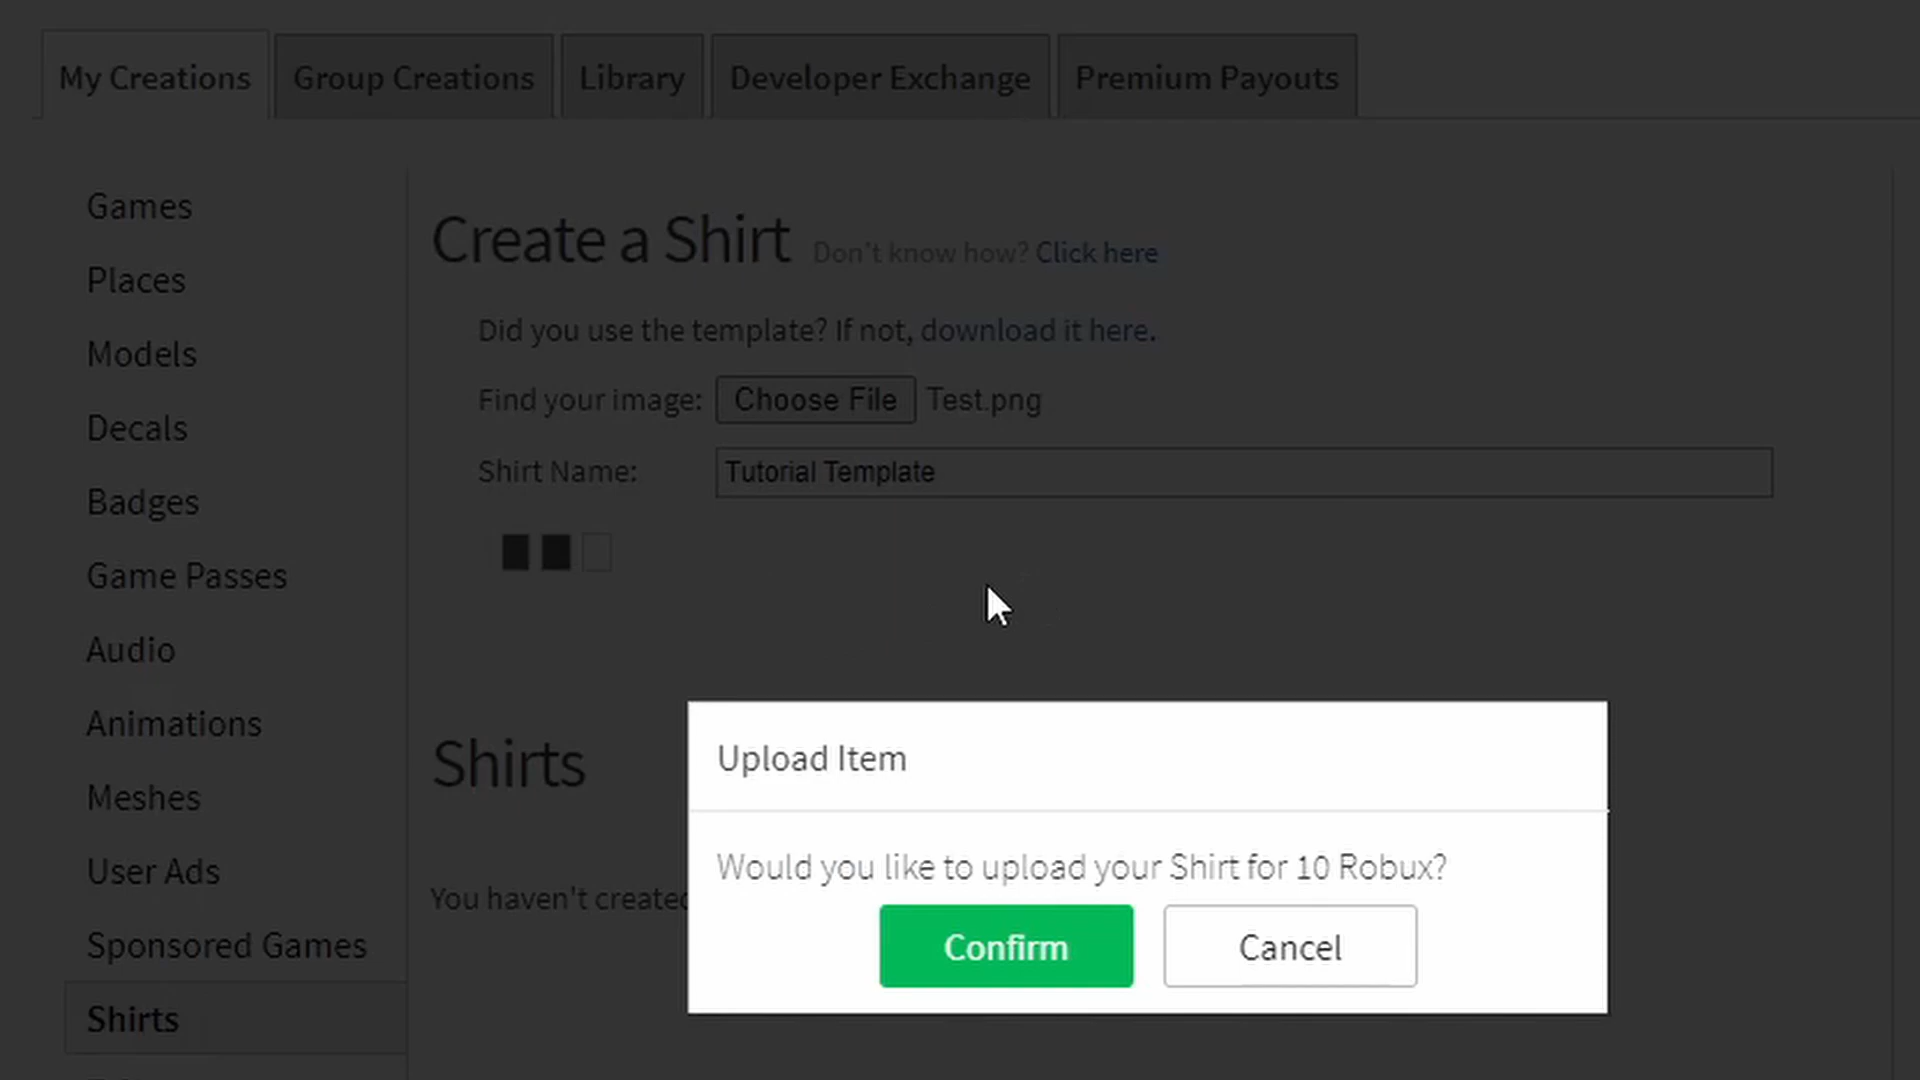 My Creations
Group Creations
Library
Developer Exchange
Premium Payouts
Games
Places
Models
Decals
Badges
Game Passes
Audio
Animations
Meshes
User Ads
Sponsored Games
Shirts
Create a Shirt
Don't know how? Click here
Did you use the template? If not, download it here.
Find your image: Choose File Test.png
Shirt Name: Tutorial Template
Shirts
You haven't created
Upload Item
Would you like to upload your Shirt for 10 Robux?
Confirm
Cancel